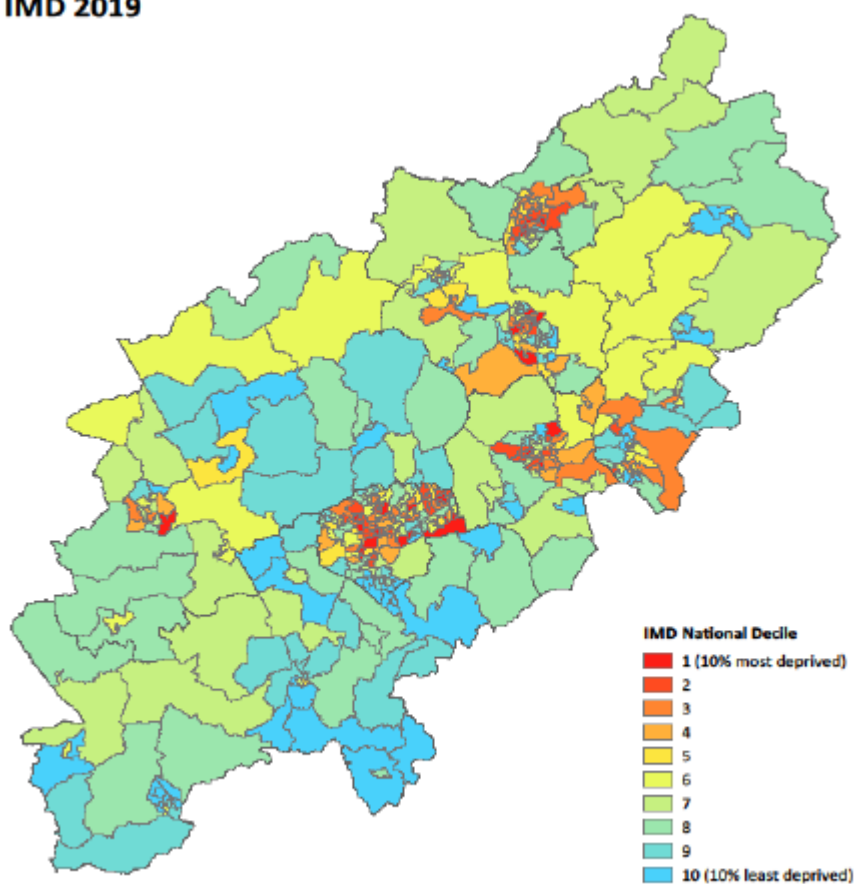 IMD 2019
IMD National Decile
1 (10% most deprived)
2
3
4
5
6
7
8
9
10 (10% least deprived)